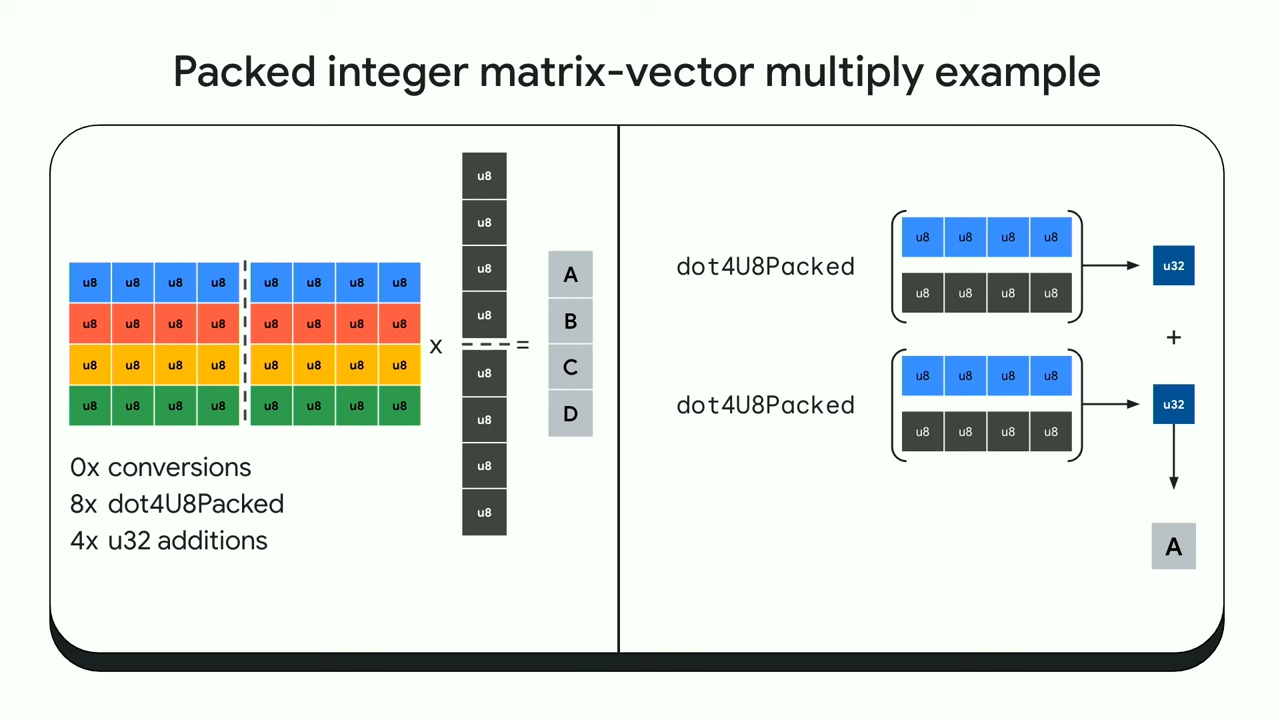 Packed integer matrix-vector multiply example
u8 u8 u8 u8 u8 u8 u8 u8
u8 u8 u8 u8 u8 u8 u8 u8
u8 u8 u8 u8 u8 u8 u8 u8
u8 u8 u8 u8 u8 u8 u8 u8
x
u8
u8
u8
u8
u8
u8
u8
u8
=
A
B
C
D
0x conversions
8x dot4U8Packed
4x u32 additions
dot4U8Packed
u8 u8 u8 u8
u8 u8 u8 u8
u32
+
dot4U8Packed
u8 u8 u8 u8
u8 u8 u8 u8
u32
A